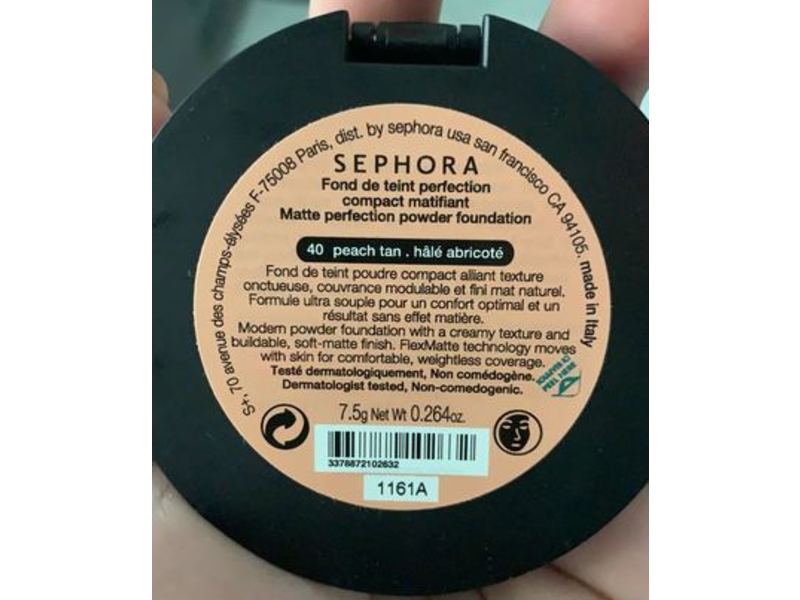 S+, 70 avenue des champs-élysées F-75008 Paris, dist. by sephora usa san francisco CA 94105. made in Italy
SEPHORA
Fond de teint perfection
compact matifiant
Matte perfection powder foundation
40 peach tan . hâlé abricoté
Fond de teint poudre compact alliant texture
onctueuse, couvrance modulable et fini mat naturel.
Formule ultra souple pour un confort optimal et un
résultat sans effet matière.
Modern powder foundation with a creamy texture and
buildable, soft-matte finish. FlexMatte technology moves
with skin for comfortable, weightless coverage.
Testé dermatologiquement, Non comédogène.
Dermatologist tested, Non-comedogenic.
PEEL HERE
7.5g Net Wt 0.264oz.
3378872102632
1161A